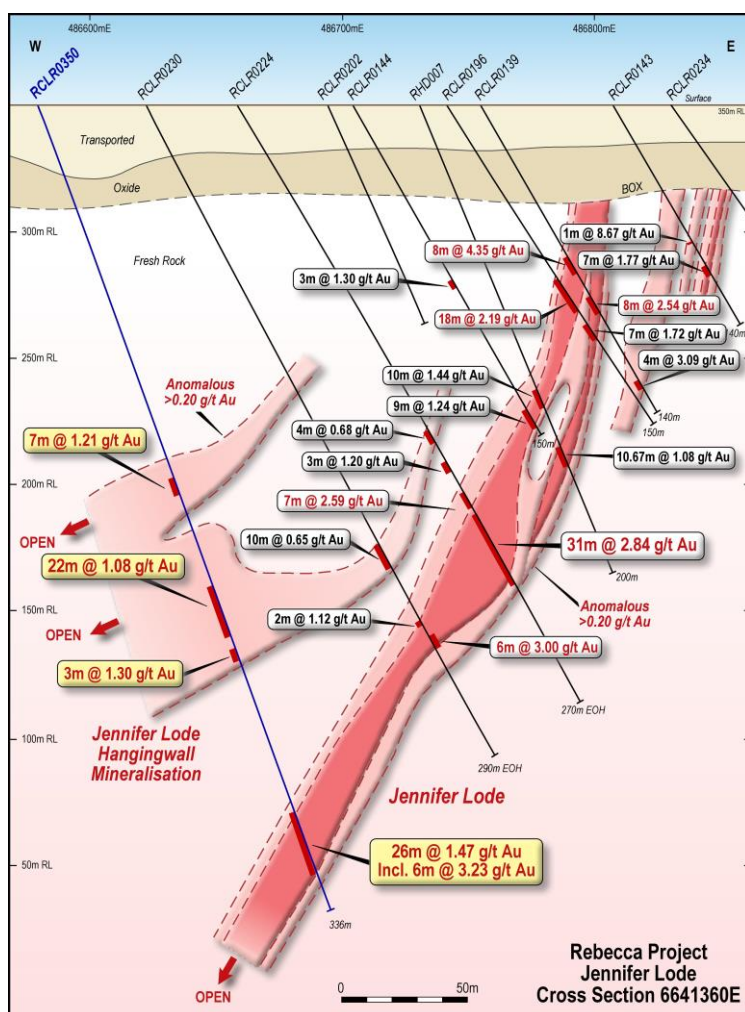 486600mE
486700mE
486800mE
W
E
RCLR0350
RCLR0230
RCLR0224
RCLR0202
RCLR0144
RHD007
RCLR0196
RCLR0139
RCLR0143
RCLR0234
Surface
350m RL
Transported
Oxide
BOX
300m RL
Fresh Rock
1m @ 8.67 g/t Au
8m @ 4.35 g/t Au
7m @ 1.77 g/t Au
3m @ 1.30 g/t Au
8m @ 2.54 g/t Au
18m @ 2.19 g/t Au
7m @ 1.72 g/t Au
140m
250m RL
4m @ 3.09 g/t Au
10m @ 1.44 g/t Au
Anomalous
>0.20 g/t Au
9m @ 1.24 g/t Au
140m
150m
4m @ 0.68 g/t Au
150m
7m @ 1.21 g/t Au
3m @ 1.20 g/t Au
10.67m @ 1.08 g/t Au
200m RL
7m @ 2.59 g/t Au
OPEN
10m @ 0.65 g/t Au
31m @ 2.84 g/t Au
22m @ 1.08 g/t Au
200m
Anomalous
>0.20 g/t Au
150m RL
OPEN
2m @ 1.12 g/t Au
6m @ 3.00 g/t Au
3m @ 1.30 g/t Au
270m EOH
Jennifer Lode
Hangingwall
Mineralisation
100m RL
290m EOH
Jennifer Lode
50m RL
26m @ 1.47 g/t Au
Incl. 6m @ 3.23 g/t Au
336m
OPEN
0
50m
Rebecca Project
Jennifer Lode
Cross Section 6641360E